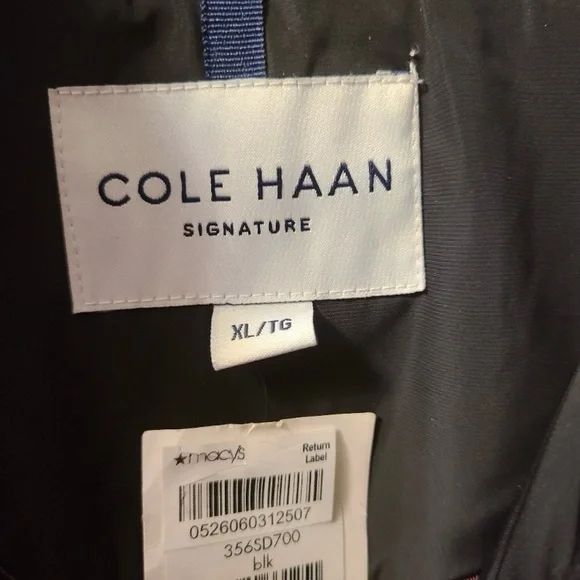 COLE HAAN
SIGNATURE
XL/TG
★macy's
Return
Label
0526060312507
356SD700
blk